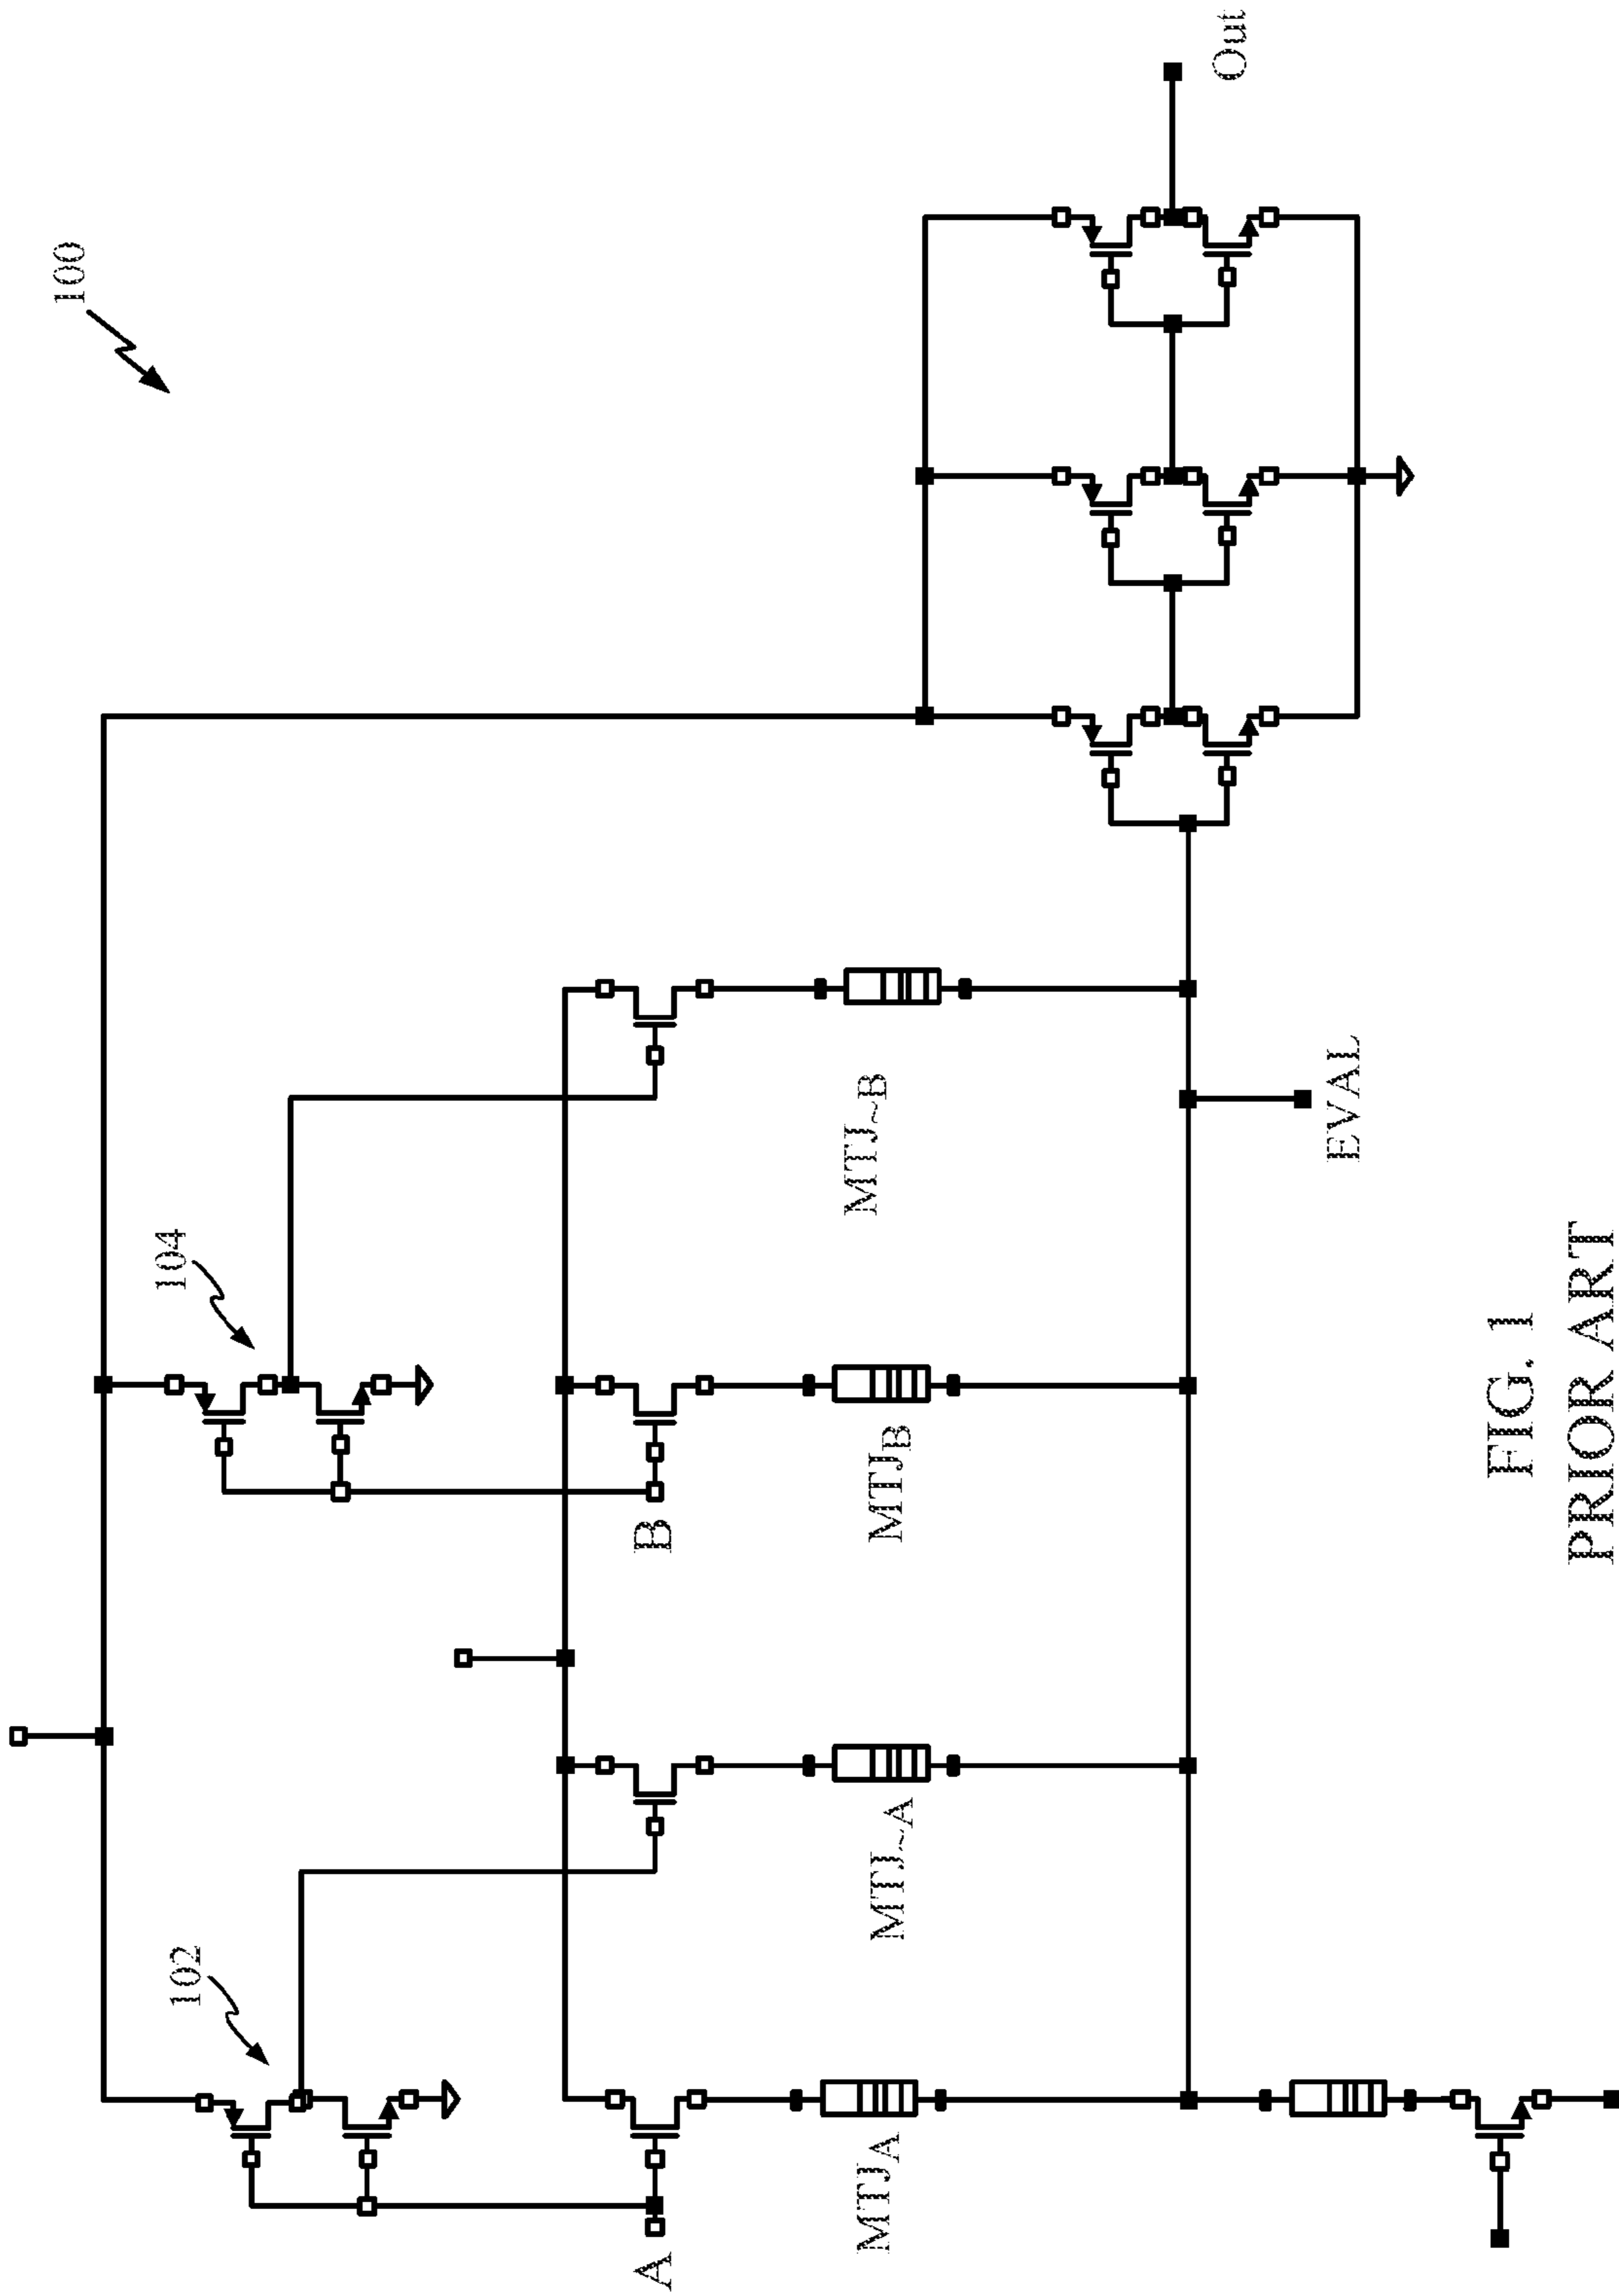 100
102
104
A
B
MTJA
MTJ~A
MTJB
MTJ~B
EVAL
Out
FIG. 1
PRIOR ART